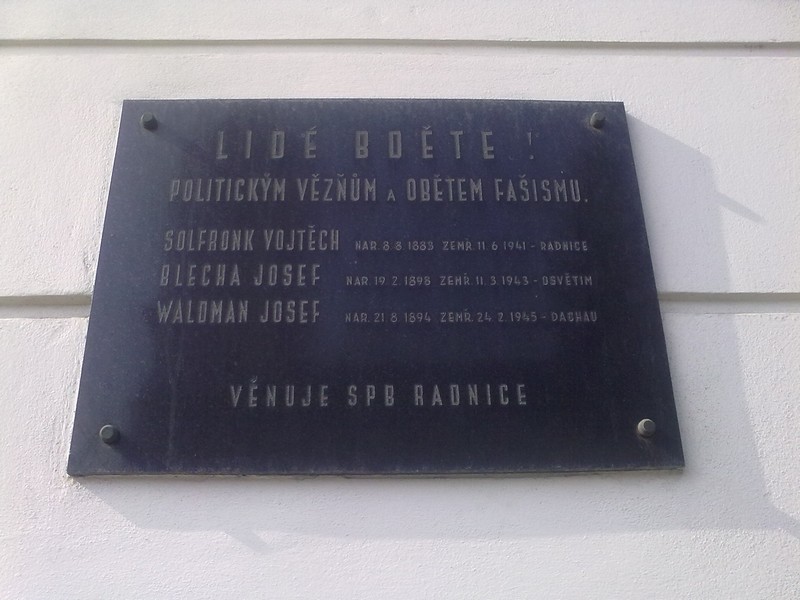 LIDÉ BDĚTE !
POLITICKÝM VĚZŇŮM A OBĚTEM FAŠISMU.
SOLFRONK VOJTĚCH NAR. 8 8 1883 ZEMŘ. 11 6 1941 - RADNICE
BLECHA JOSEF NAR 19 2 1898 ZEMŘ. 11 3 1943 - OSVĚTIM
WALDMAN JOSEF NAR. 21 8 1894 ZEMŘ. 24 2 1945 - DACHAU
VĚNUJE SPB RADNICE